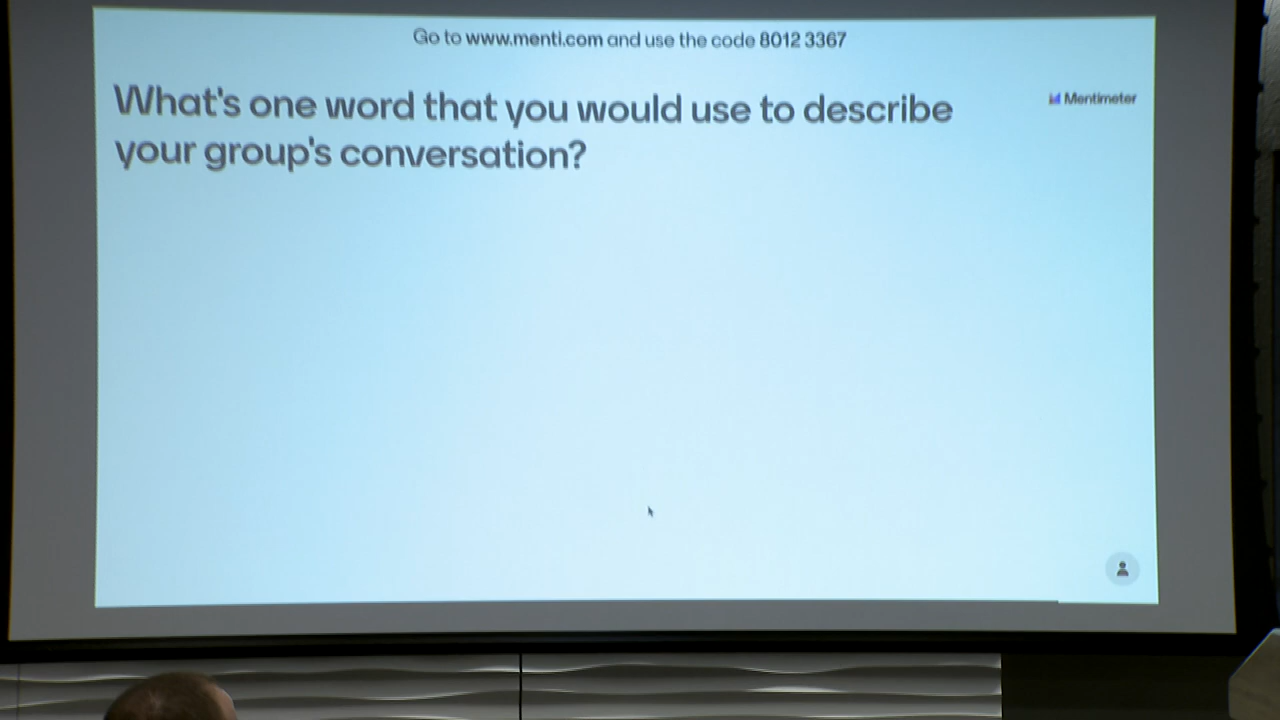 Go to www.menti.com and use the code 8012 3367
What's one word that you would use to describe
your group's conversation?
Mentimeter